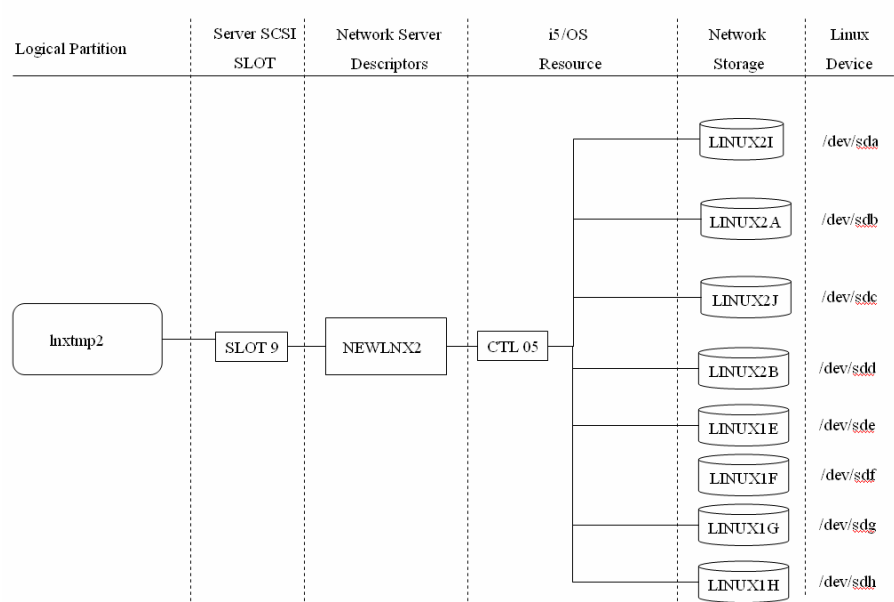 Logical Partition
Server SCSI
SLOT
Network Server
Descriptors
i5/OS
Resource
Network
Storage
Linux
Device
LINUX2I
/dev/sda
LINUX2A
/dev/sdb
LINUX2J
/dev/sdc
lnxtmp2
SLOT 9
NEWLNX2
CTL 05
LINUX2B
/dev/sdd
LINUX1E
/dev/sde
LINUX1F
/dev/sdf
LINUX1G
/dev/sdg
LINUX1H
/dev/sdh